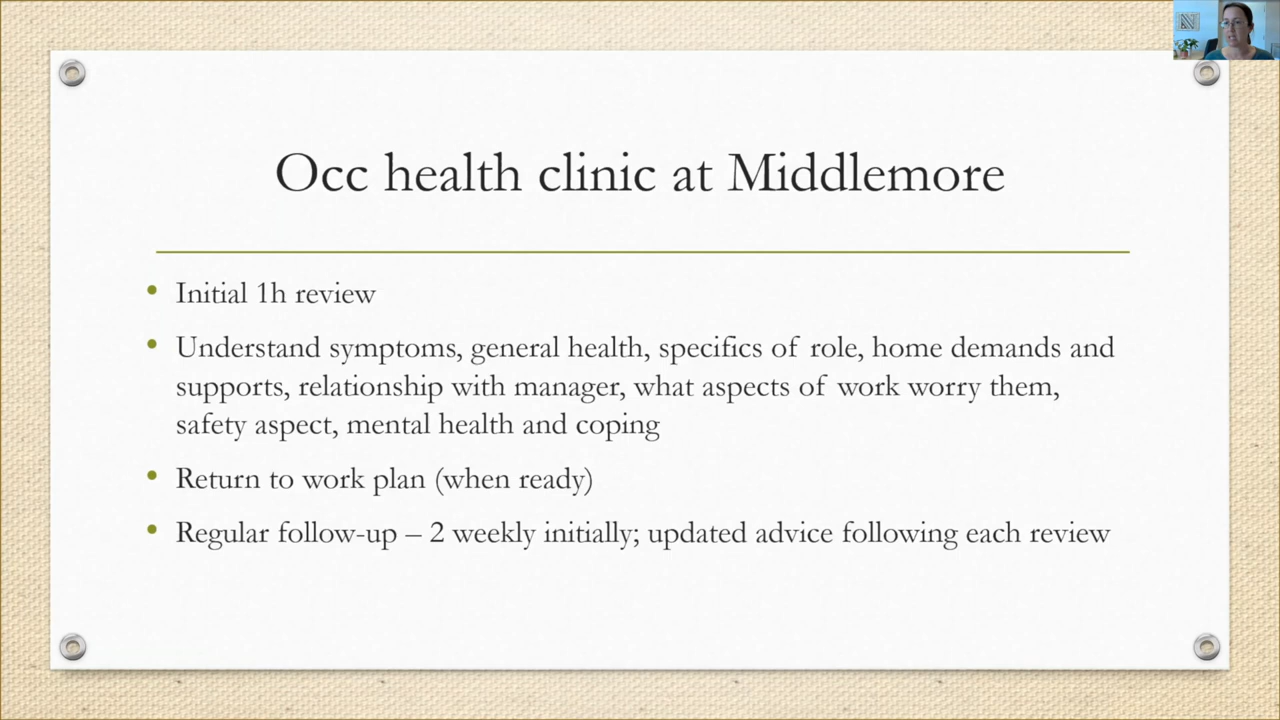 Occ health clinic at Middlemore
• Initial 1h review
• Understand symptoms, general health, specifics of role, home demands and
supports, relationship with manager, what aspects of work worry them,
safety aspect, mental health and coping
• Return to work plan (when ready)
• Regular follow-up – 2 weekly initially; updated advice following each review